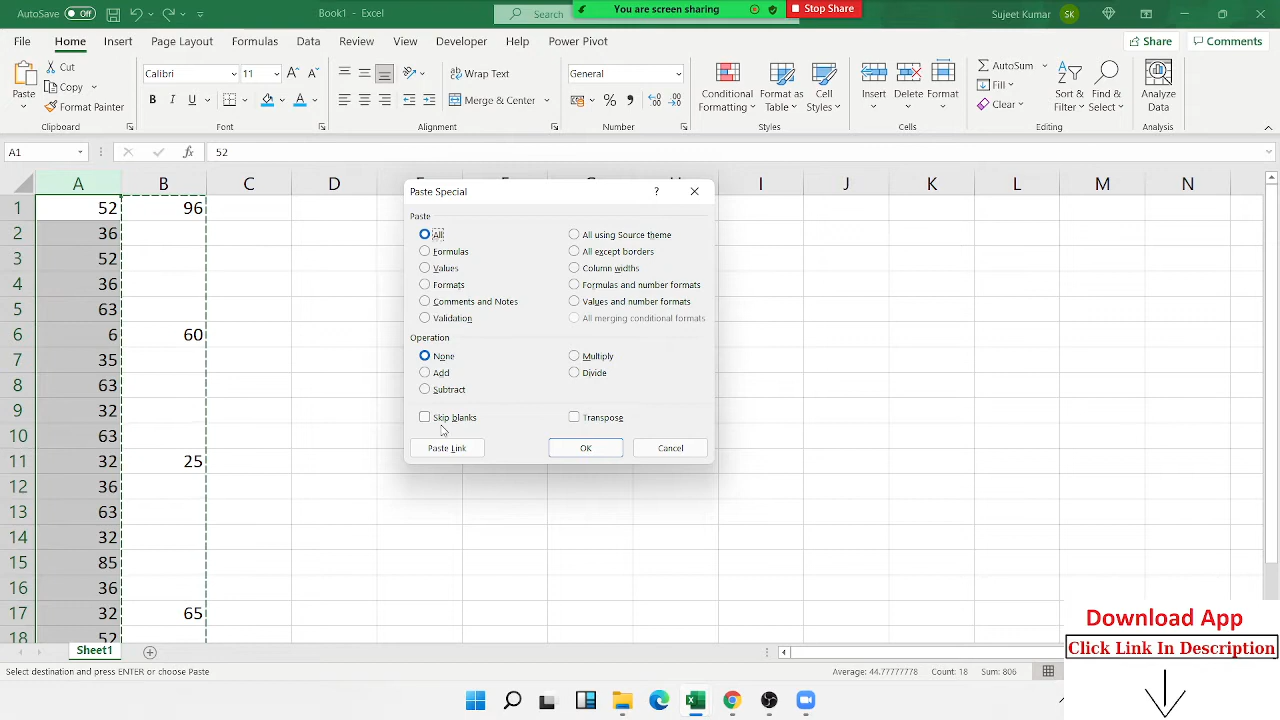 AutoSave Off Book1 - Excel Search You are screen sharing Stop Share Sujeet Kumar SK
File Home Insert Page Layout Formulas Data Review View Developer Help Power Pivot Share Comments
Paste Cut Copy Format Painter
Calibri 11
B I U
Wrap Text
Merge & Center
General
Conditional Formatting
Format as Table
Cell Styles
Insert Delete Format
AutoSum
Fill
Clear
Sort & Filter
Find & Select
Analyze Data
Clipboard Font Alignment Number Styles Cells Editing Analysis
A1 fx 52
A B C D I J K L M N
1 52 96
2 36
3 52
4 36
5 63
6 6 60
7 35
8 63
9 32
10 63
11 32 25
12 36
13 63
14 32
15 85
16 36
17 32 65
18 52
Paste Special ?
Paste
All All using Source theme
Formulas All except borders
Values Column widths
Formats Formulas and number formats
Comments and Notes Values and number formats
Validation All merging conditional formats
Operation
None Multiply
Add Divide
Subtract
Skip blanks Transpose
Paste Link OK Cancel
Sheet1
Select destination and press ENTER or choose Paste Average: 44.77777778 Count: 18 Sum: 806
Download App
Click Link In Description